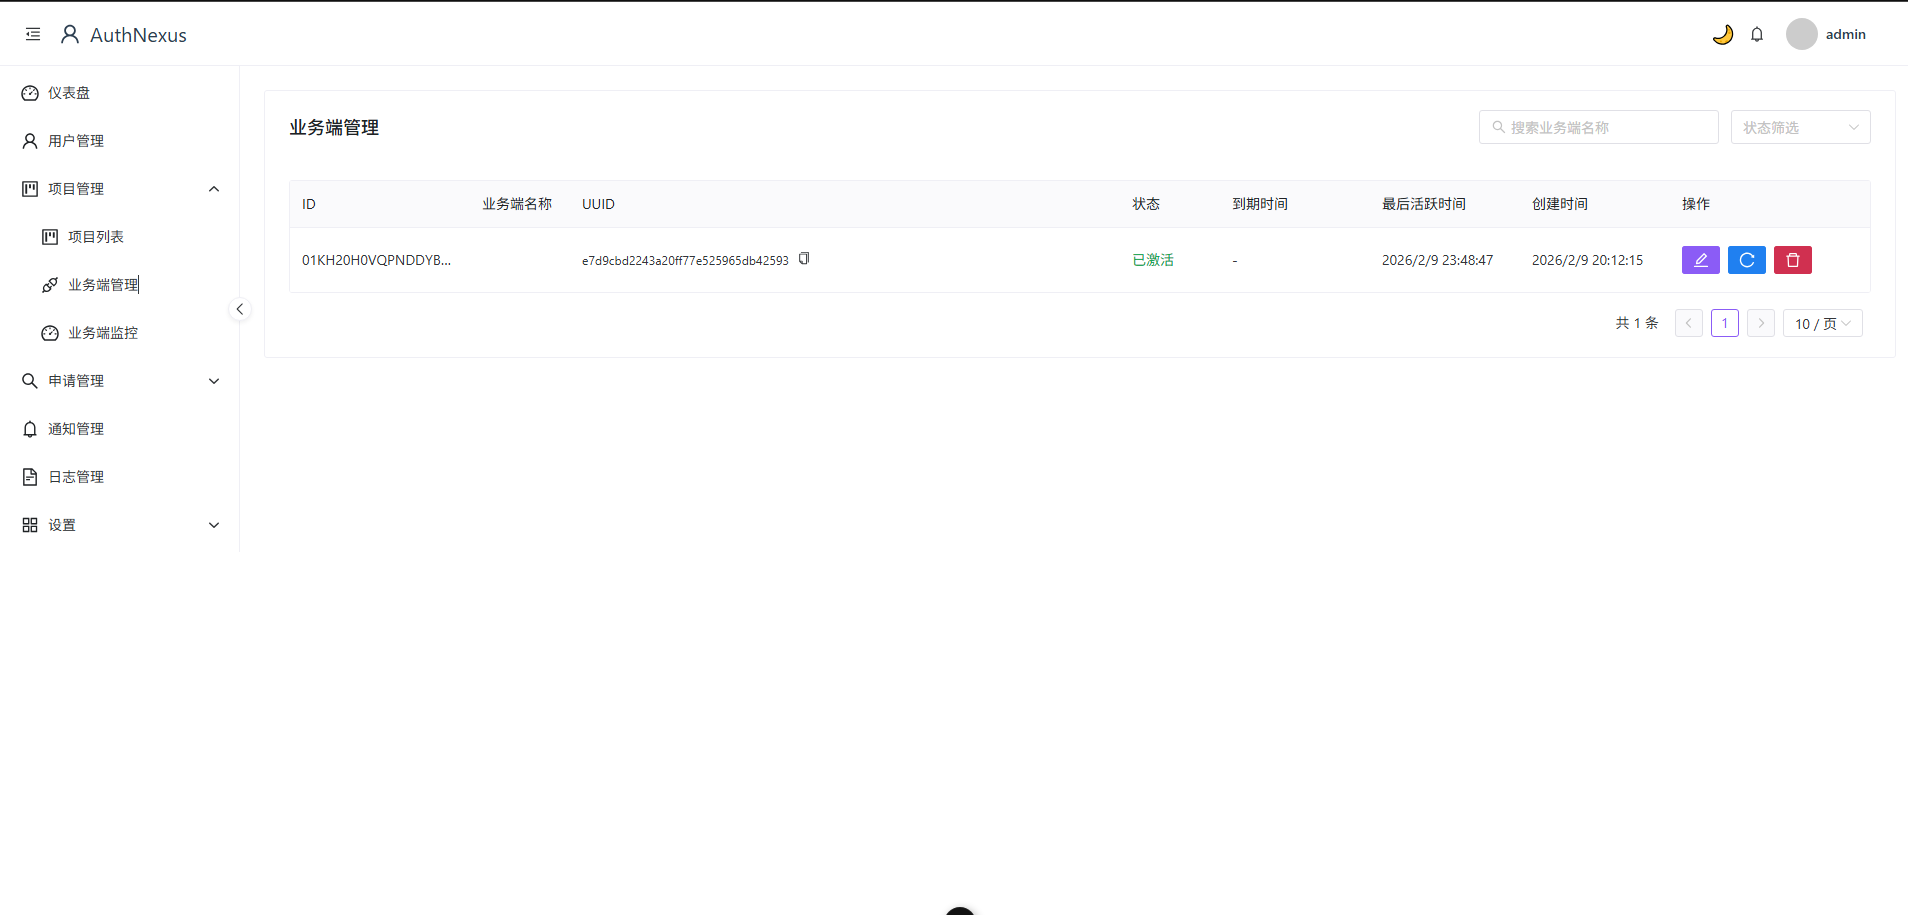 AuthNexus
admin
仪表盘
用户管理
项目管理
项目列表
业务端管理
业务端监控
申请管理
通知管理
日志管理
设置
业务端管理
搜索业务端名称
状态筛选
ID 业务端名称 UUID 状态 到期时间 最后活跃时间 创建时间 操作
01KH20H0VQPNDDYB... e7d9cbd2243a20ff77e525965db42593 已激活 - 2026/2/9 23:48:47 2026/2/9 20:12:15
共 1 条 1 10 / 页